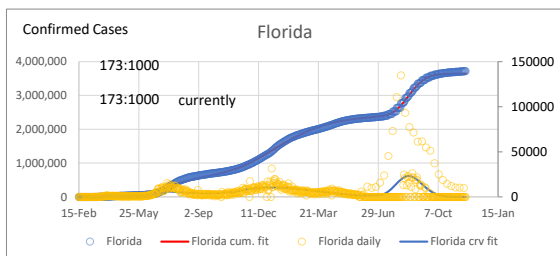 Confirmed Cases
Florida
4,000,000
3,000,000
2,000,000
1,000,000
0
173:1000
173:1000 currently
150000
100000
50000
0
15-Feb 25-May 2-Sep 11-Dec 21-Mar 29-Jun 7-Oct 15-Jan
Florida Florida cum. fit Florida daily Florida crv fit